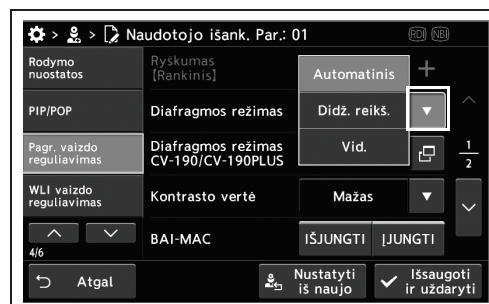 > > Naudotojo išank. Par.: 01 RDI NBI
Rodymo
nuostatos
PIP/POP
Pagr. vaizdo
reguliavimas
WLI vaizdo
reguliavimas
4/6
Ryškumas
[Rankinis]
+
Diafragmos režimas
Diafragmos režimas
CV-190/CV-190PLUS
Kontrasto vertė
Mažas
BAI-MAC
IŠJUNGTI
ĮJUNGTI
Automatinis
Didž. reikš.
Vid.
1
2
Atgal
Nustatyti
iš naujo
Išsaugoti
ir uždaryti